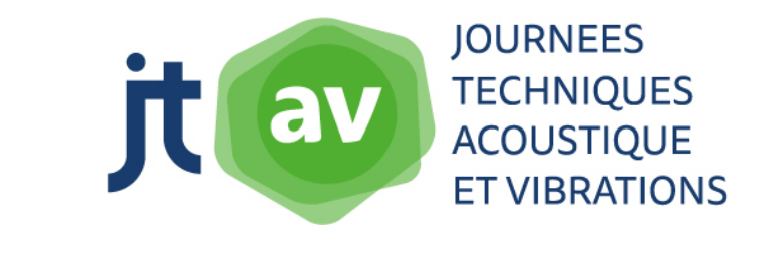 jt av
JOURNEES
TECHNIQUES
ACOUSTIQUE
ET VIBRATIONS